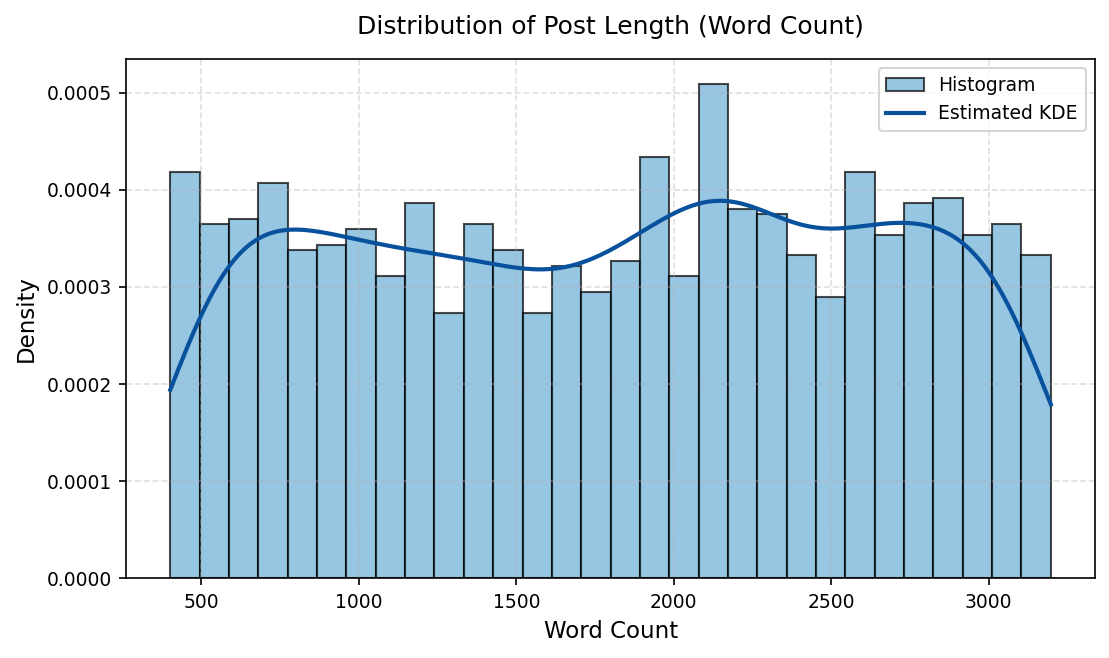 Distribution of Post Length (Word Count)
Histogram
Estimated KDE
Density
0.0005
0.0004
0.0003
0.0002
0.0001
0.0000
500 1000 1500 2000 2500 3000
Word Count